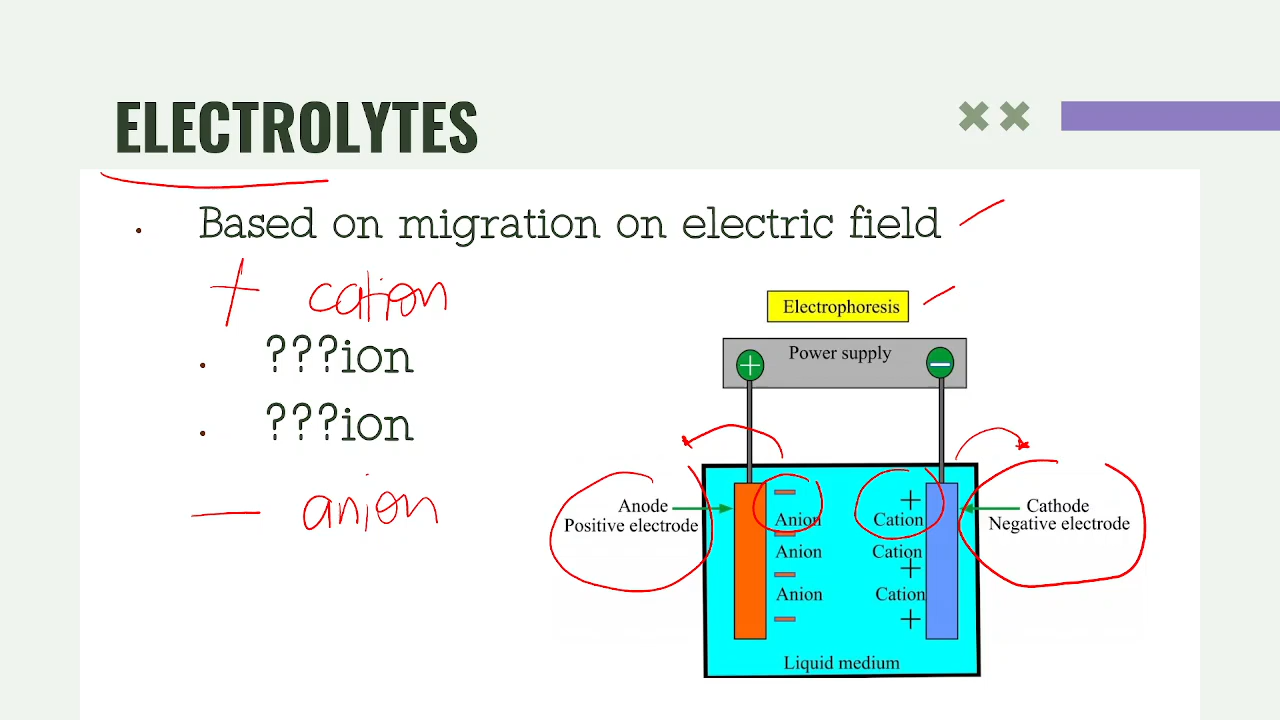 ELECTROLYTES
• Based on migration on electric field
+ cation
• ???ion
• ???ion
— anion
Electrophoresis
Power supply
+ −
Anode
Positive electrode
− +
Anion Cation
− 
Anion Cation
− +
Anion Cation
− +
Cathode
Negative electrode
Liquid medium